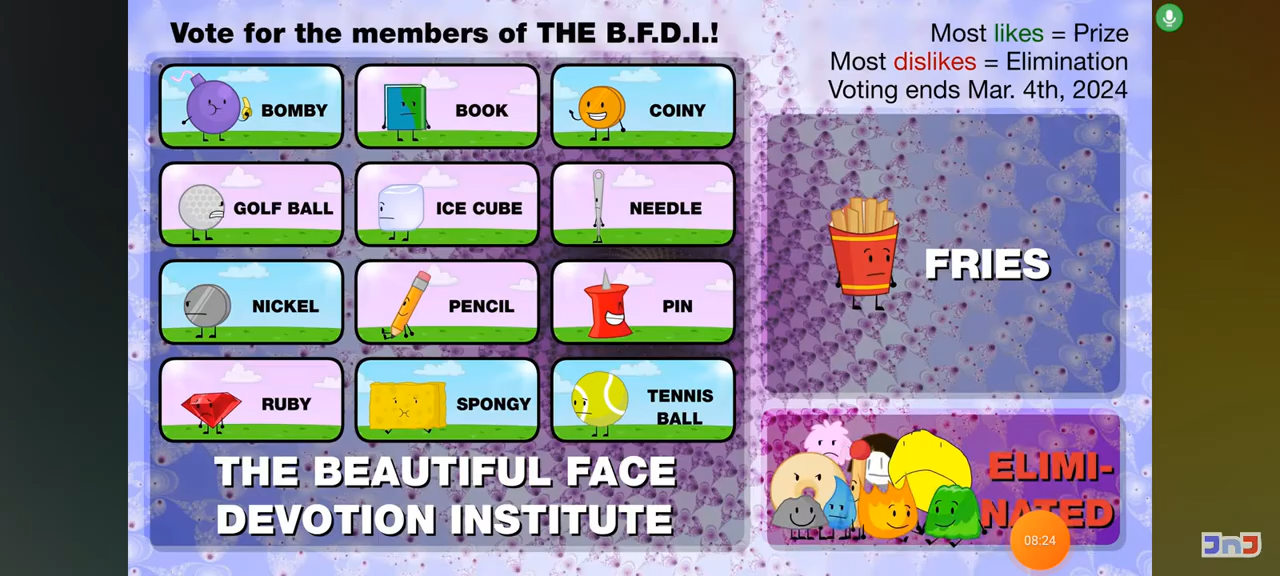 Vote for the members of THE B.F.D.I.!
Most likes = Prize
Most dislikes = Elimination
Voting ends Mar. 4th, 2024
BOMBY
BOOK
COINY
GOLF BALL
ICE CUBE
NEEDLE
NICKEL
PENCIL
PIN
RUBY
SPONGY
TENNIS
BALL
THE BEAUTIFUL FACE
DEVOTION INSTITUTE
FRIES
ELIMI-
NATED
08:24
JnJ